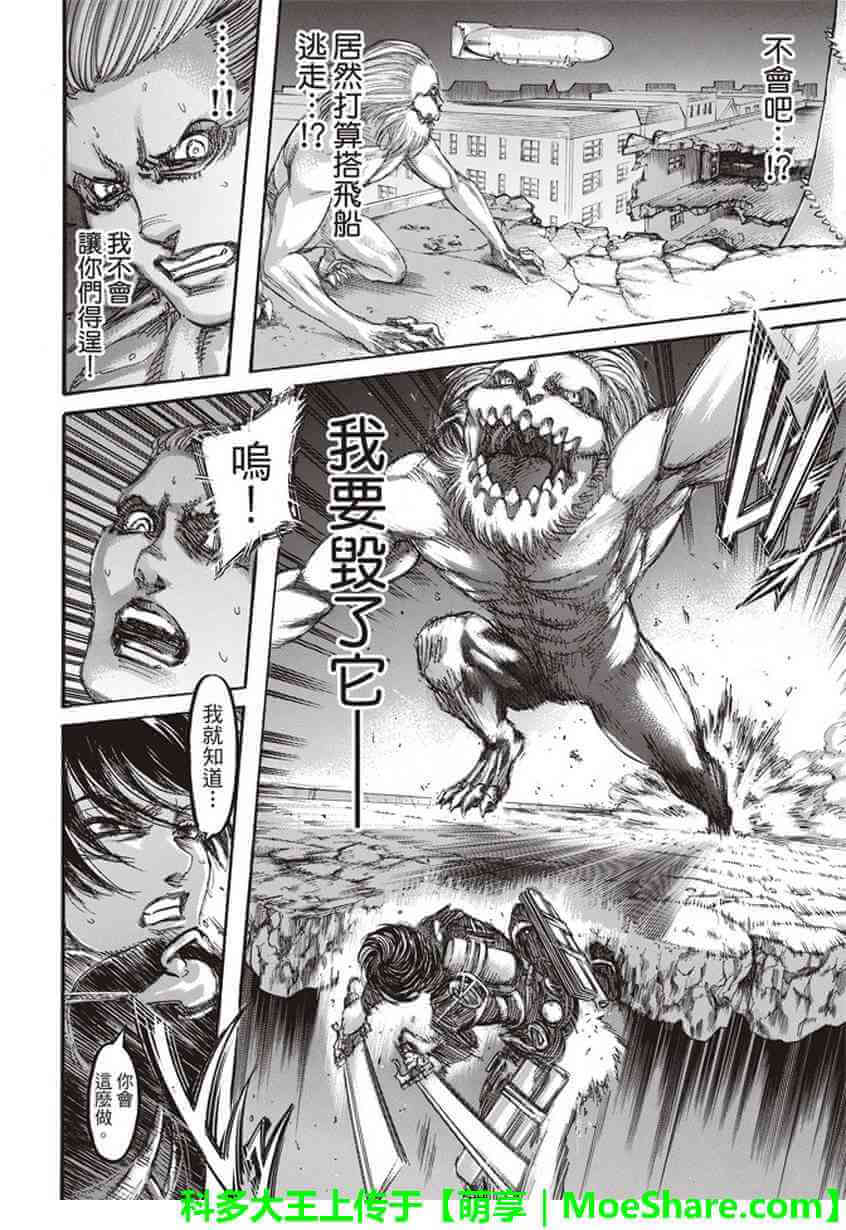 不會吧…!?
居然打算搭飛船
逃走…!?
……!!
我不會
讓你們得逞！
我要毀了它——
嗚！
我就知道…
你會
這麼做。
科多大王上传于【萌享｜MoeShare.com】